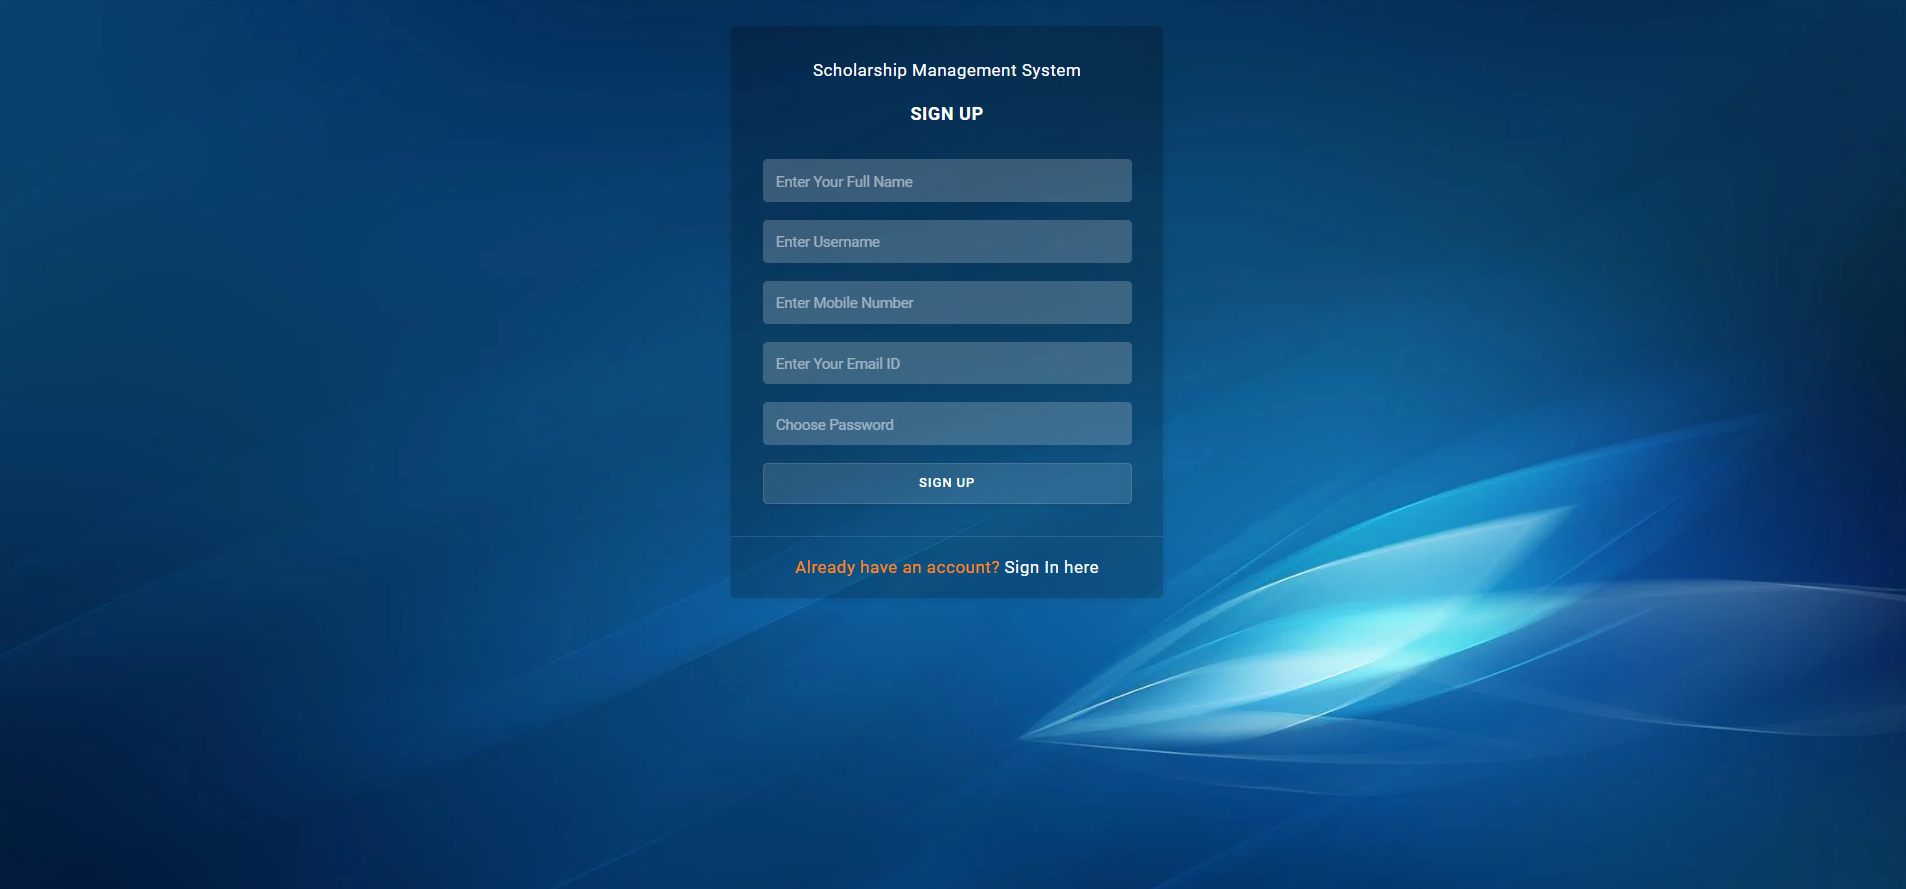 Scholarship Management System
SIGN UP
Enter Your Full Name
Enter Username
Enter Mobile Number
Enter Your Email ID
Choose Password
SIGN UP
Already have an account? Sign In here